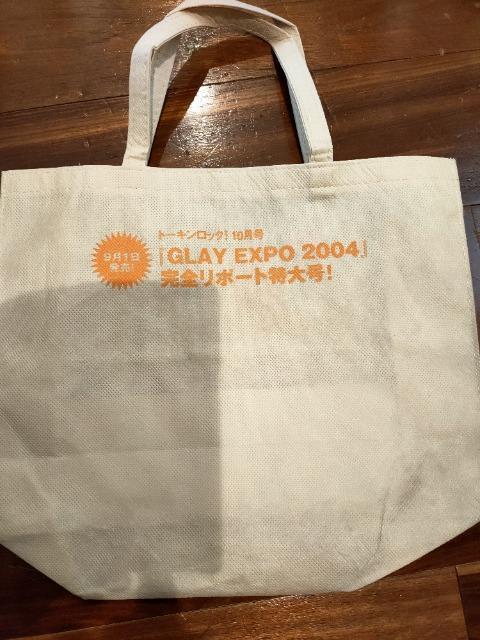 トーキンロック！ 10月号
9月1日
発売！
『GLAY EXPO 2004』
完全リポート特大号！